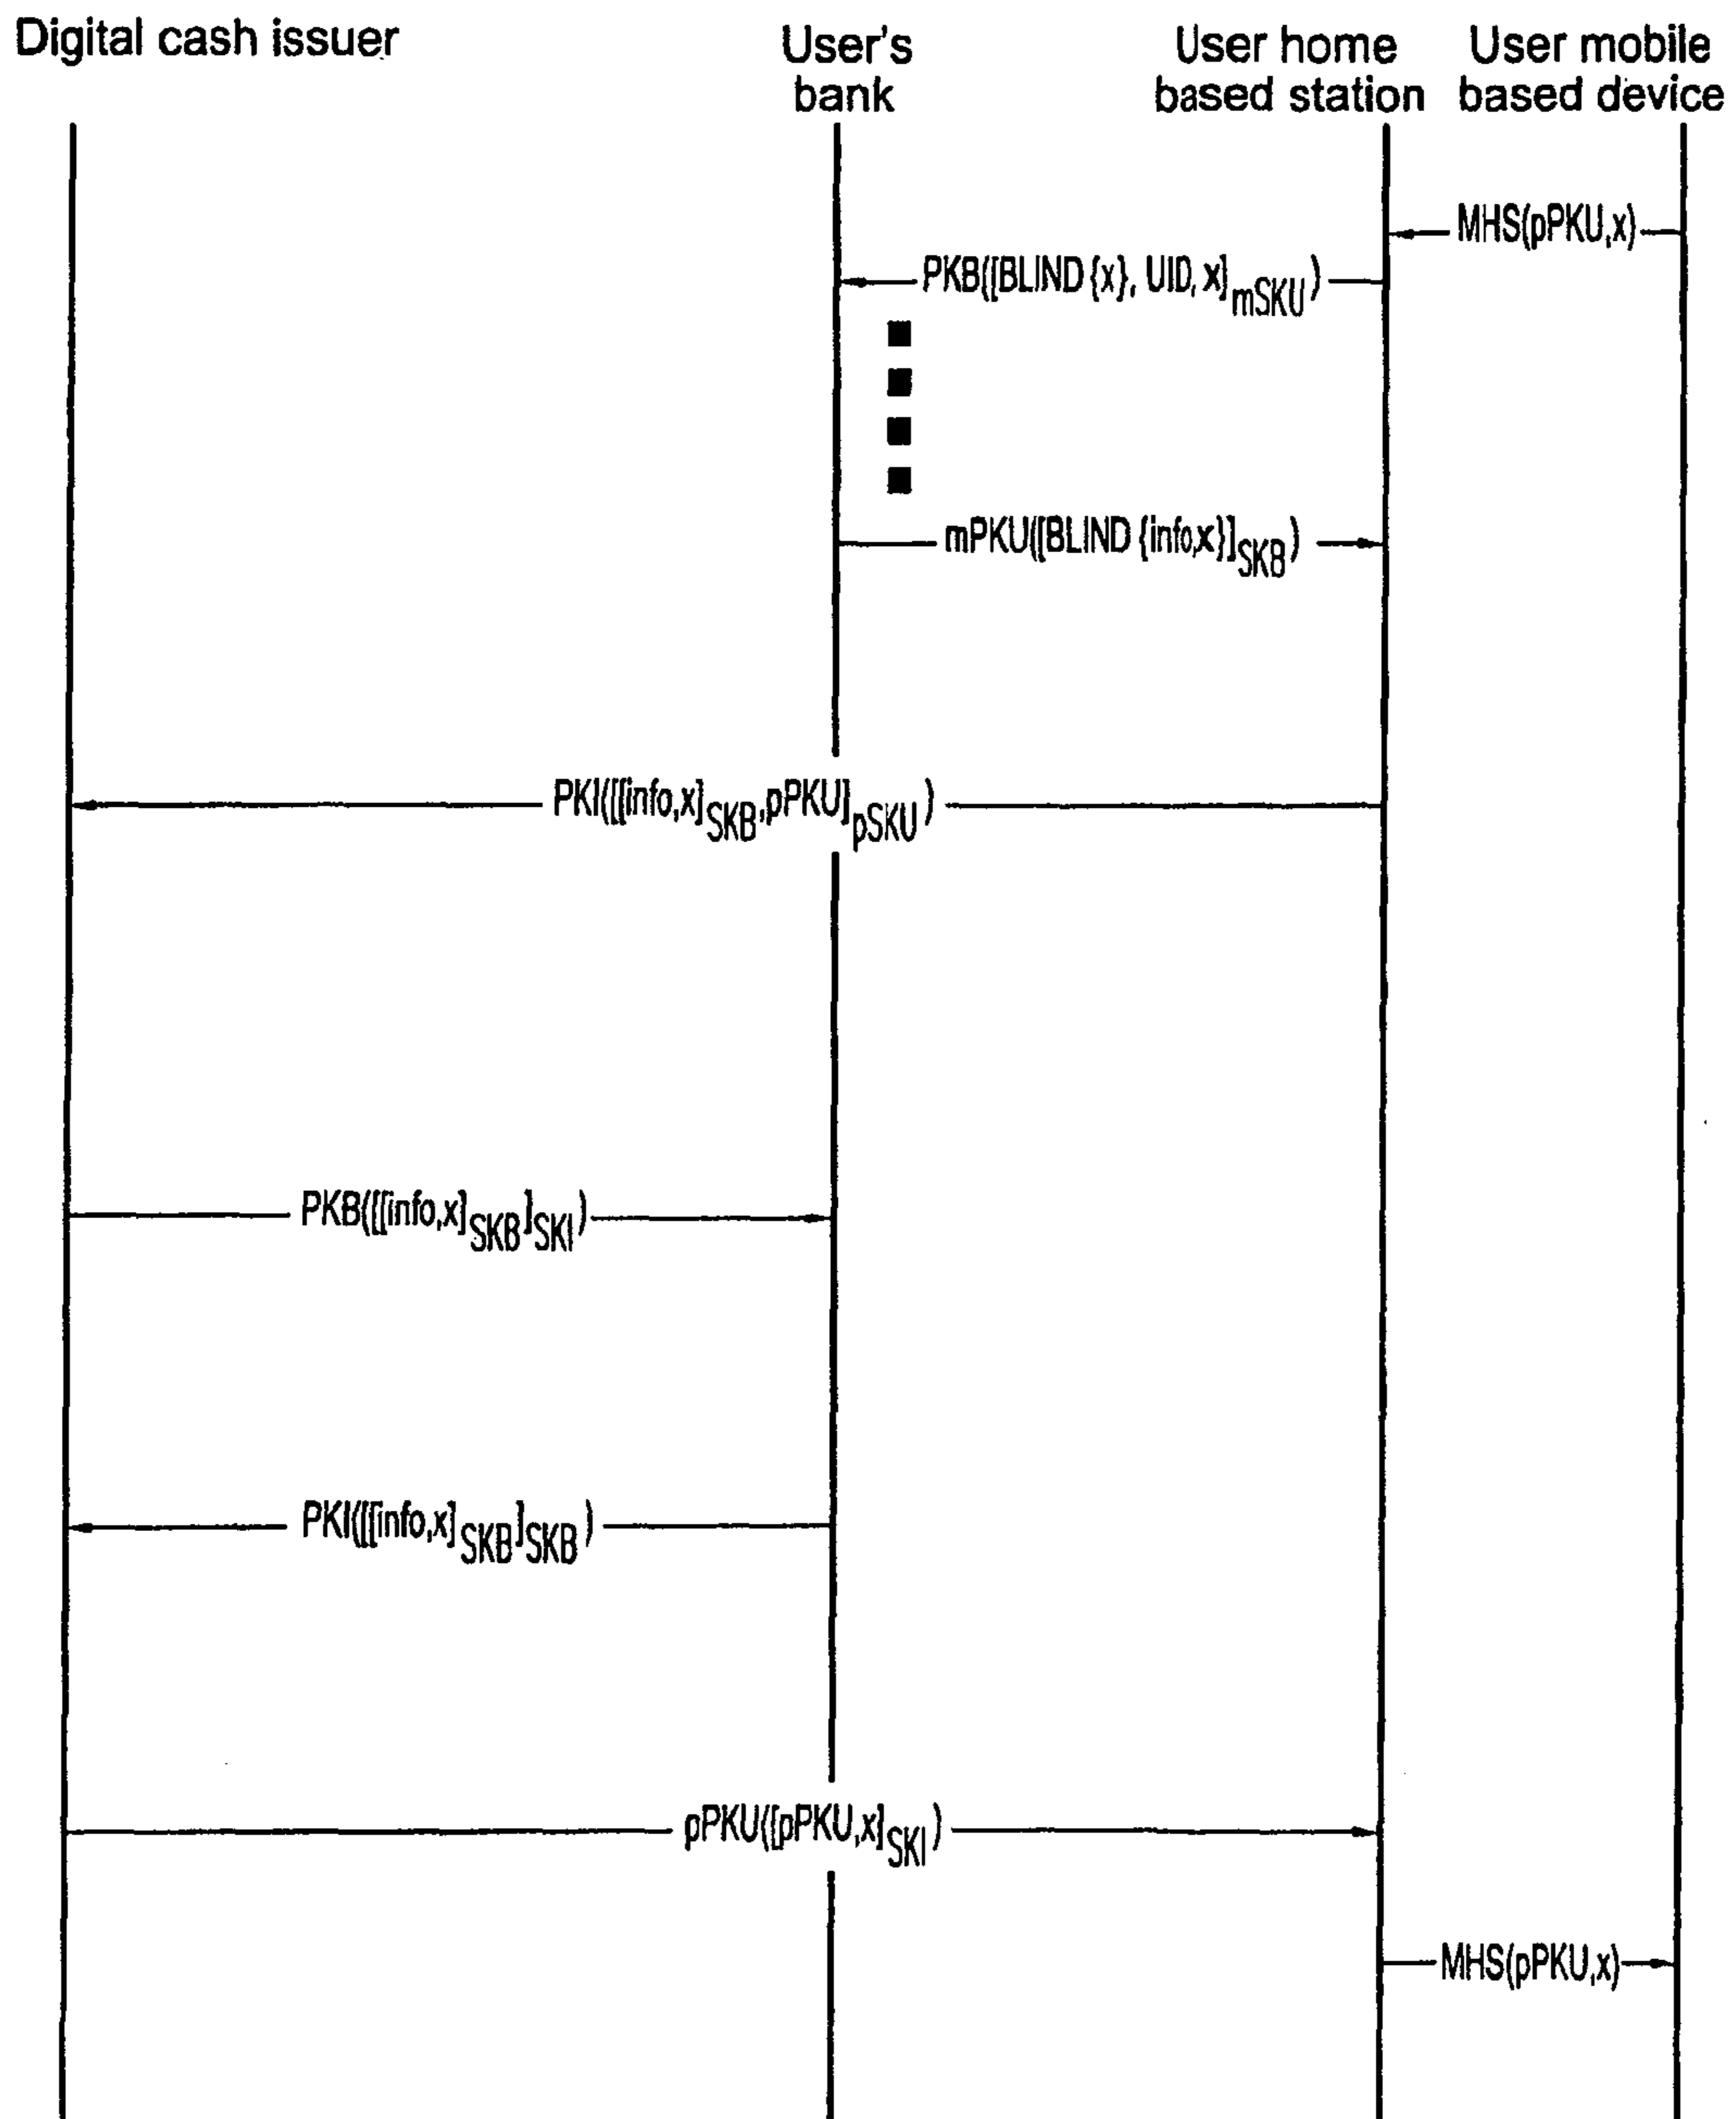 Digital cash issuer
User's
bank
User home
based station
User mobile
based device
MHS(pPKU,x)
PKB([BLIND {x}, UID, x]mSKU)
mPKU([BLIND {info,x}]SKB)
PKI([[info,x]SKB,pPKU]pSKU)
PKB([[info,x]SKB]SKI)
PKI([[info,x]SKB]SKB)
pPKU([pPKU,x]SKI)
MHS(pPKU,x)